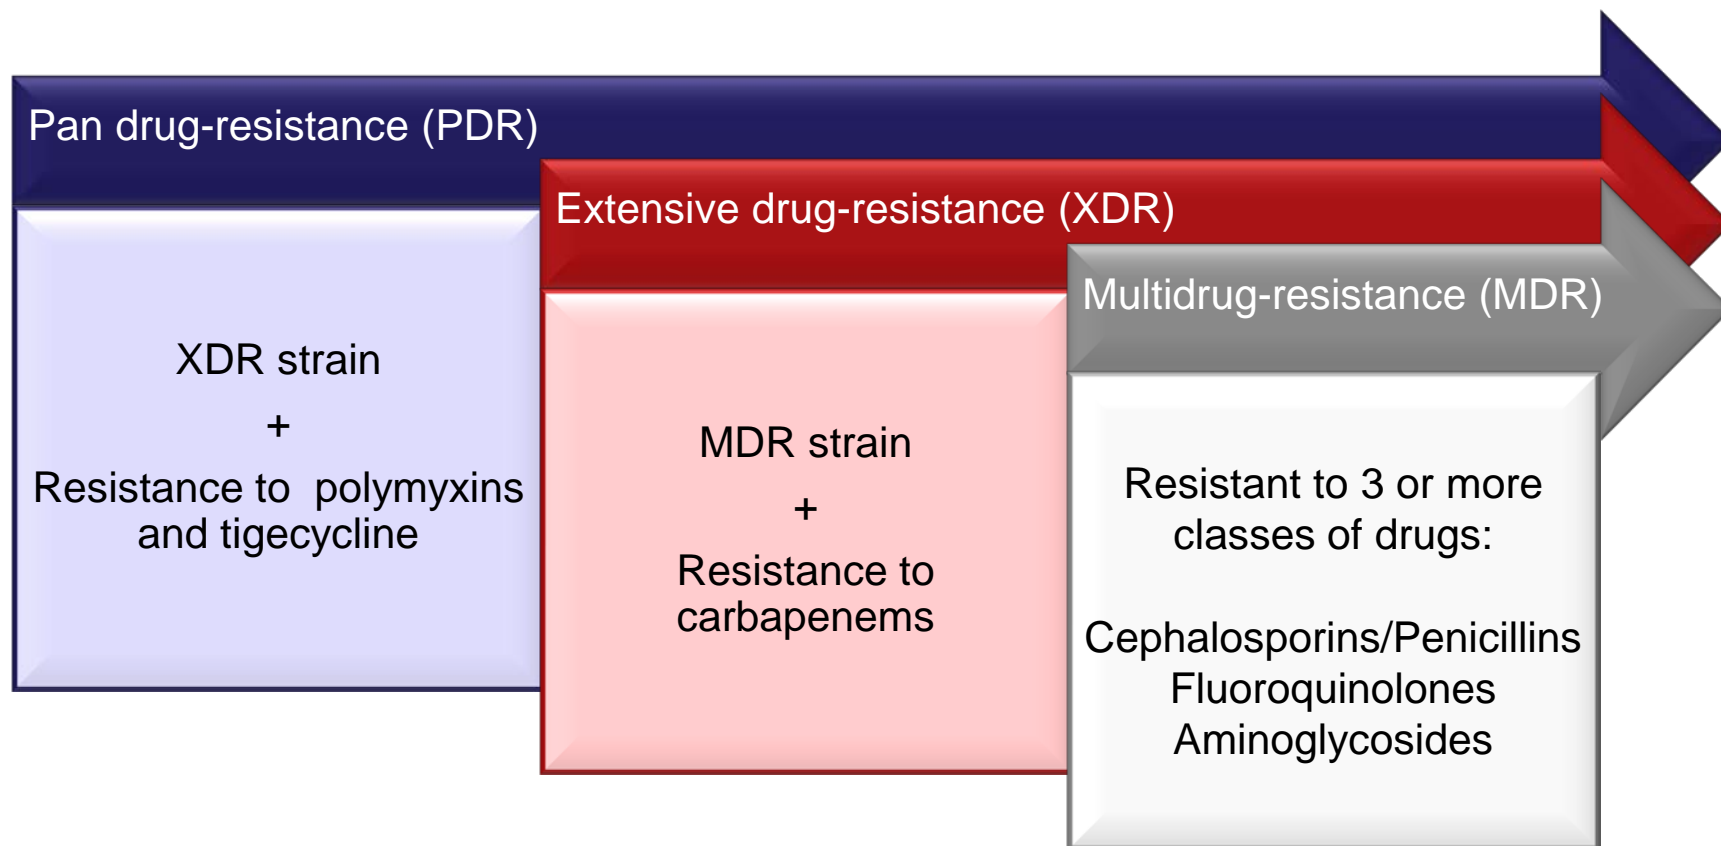 Pan drug-resistance (PDR)
XDR strain
+
Resistance to  polymyxins
and tigecycline
Extensive drug-resistance (XDR)
MDR strain
+
Resistance to
carbapenems
Multidrug-resistance (MDR)
Resistant to 3 or more
classes of drugs:
Cephalosporins/Penicillins
Fluoroquinolones
Aminoglycosides